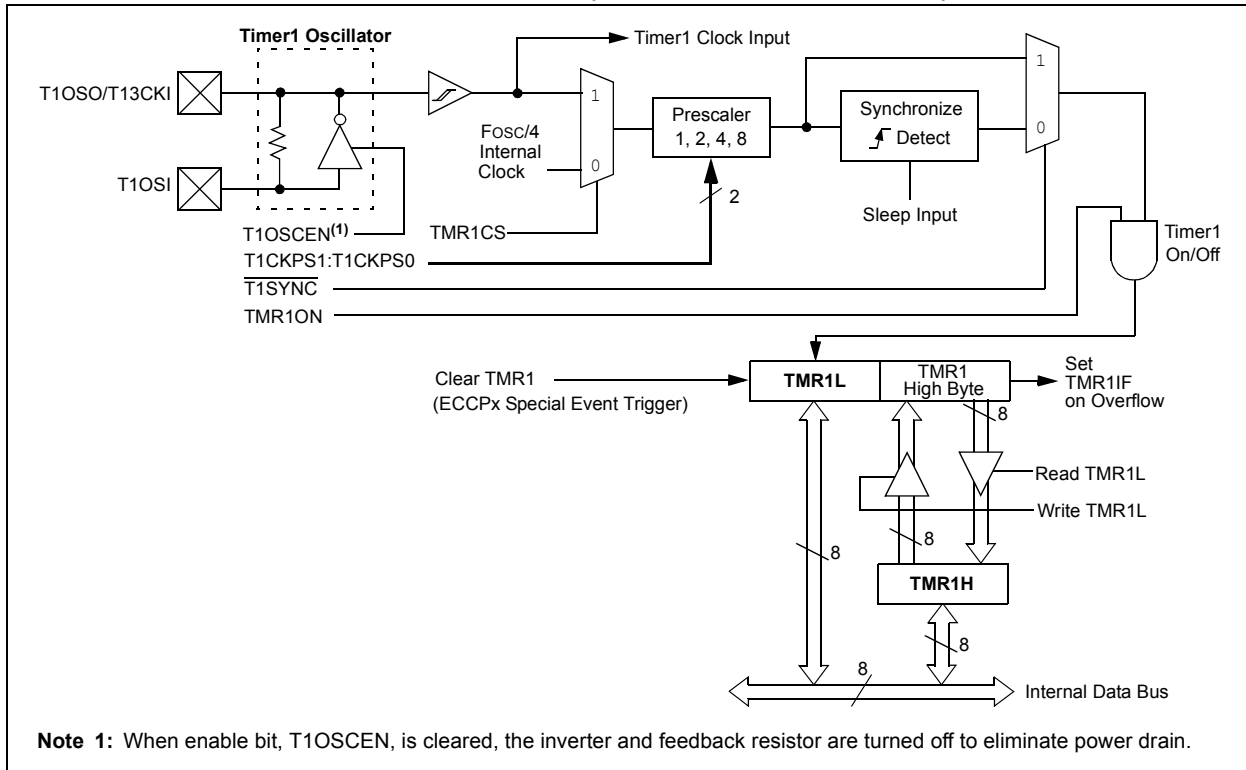 Timer1 Oscillator
Timer1 Clock Input
T1OSO/T13CKI
T1OSI
1
0
FOSC/4
Internal
Clock
Prescaler
1, 2, 4, 8
Synchronize
Detect
1
0
2
Sleep Input
T1OSCEN(1)
TMR1CS
T1CKPS1:T1CKPS0
T1SYNC
TMR1ON
Timer1
On/Off
Clear TMR1
(ECCPx Special Event Trigger)
TMR1L
TMR1
High Byte
Set
TMR1IF
on Overflow
8
Read TMR1L
Write TMR1L
8
8
TMR1H
8
8
Internal Data Bus
Note 1: When enable bit, T1OSCEN, is cleared, the inverter and feedback resistor are turned off to eliminate power drain.